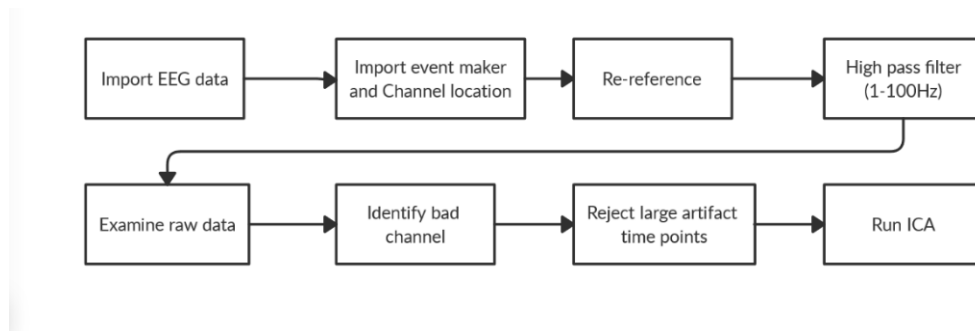 Import EEG data
Import event maker
and Channel location
Re-reference
High pass filter
(1-100Hz)
Examine raw data
Identify bad
channel
Reject large artifact
time points
Run ICA